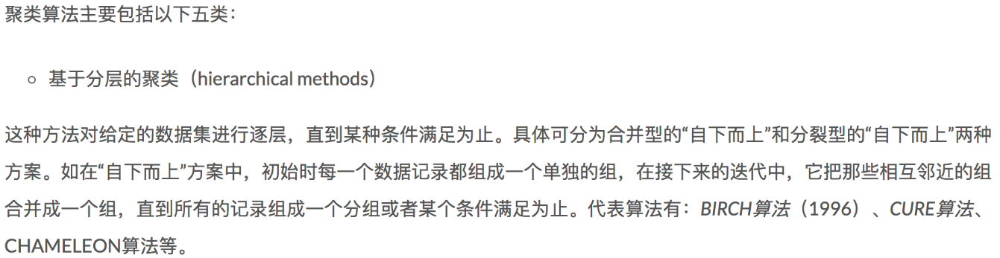 聚类算法主要包括以下五类：
○ 基于分层的聚类（hierarchical methods）
这种方法对给定的数据集进行逐层，直到某种条件满足为止。具体可分为合并型的“自下而上”和分裂型的“自下而上”两种
方案。如在“自下而上”方案中，初始时每一个数据记录都组成一个单独的组，在接下来的迭代中，它把那些相互邻近的组
合并成一个组，直到所有的记录组成一个分组或者某个条件满足为止。代表算法有：BIRCH算法（1996）、CURE算法、
CHAMELEON算法等。